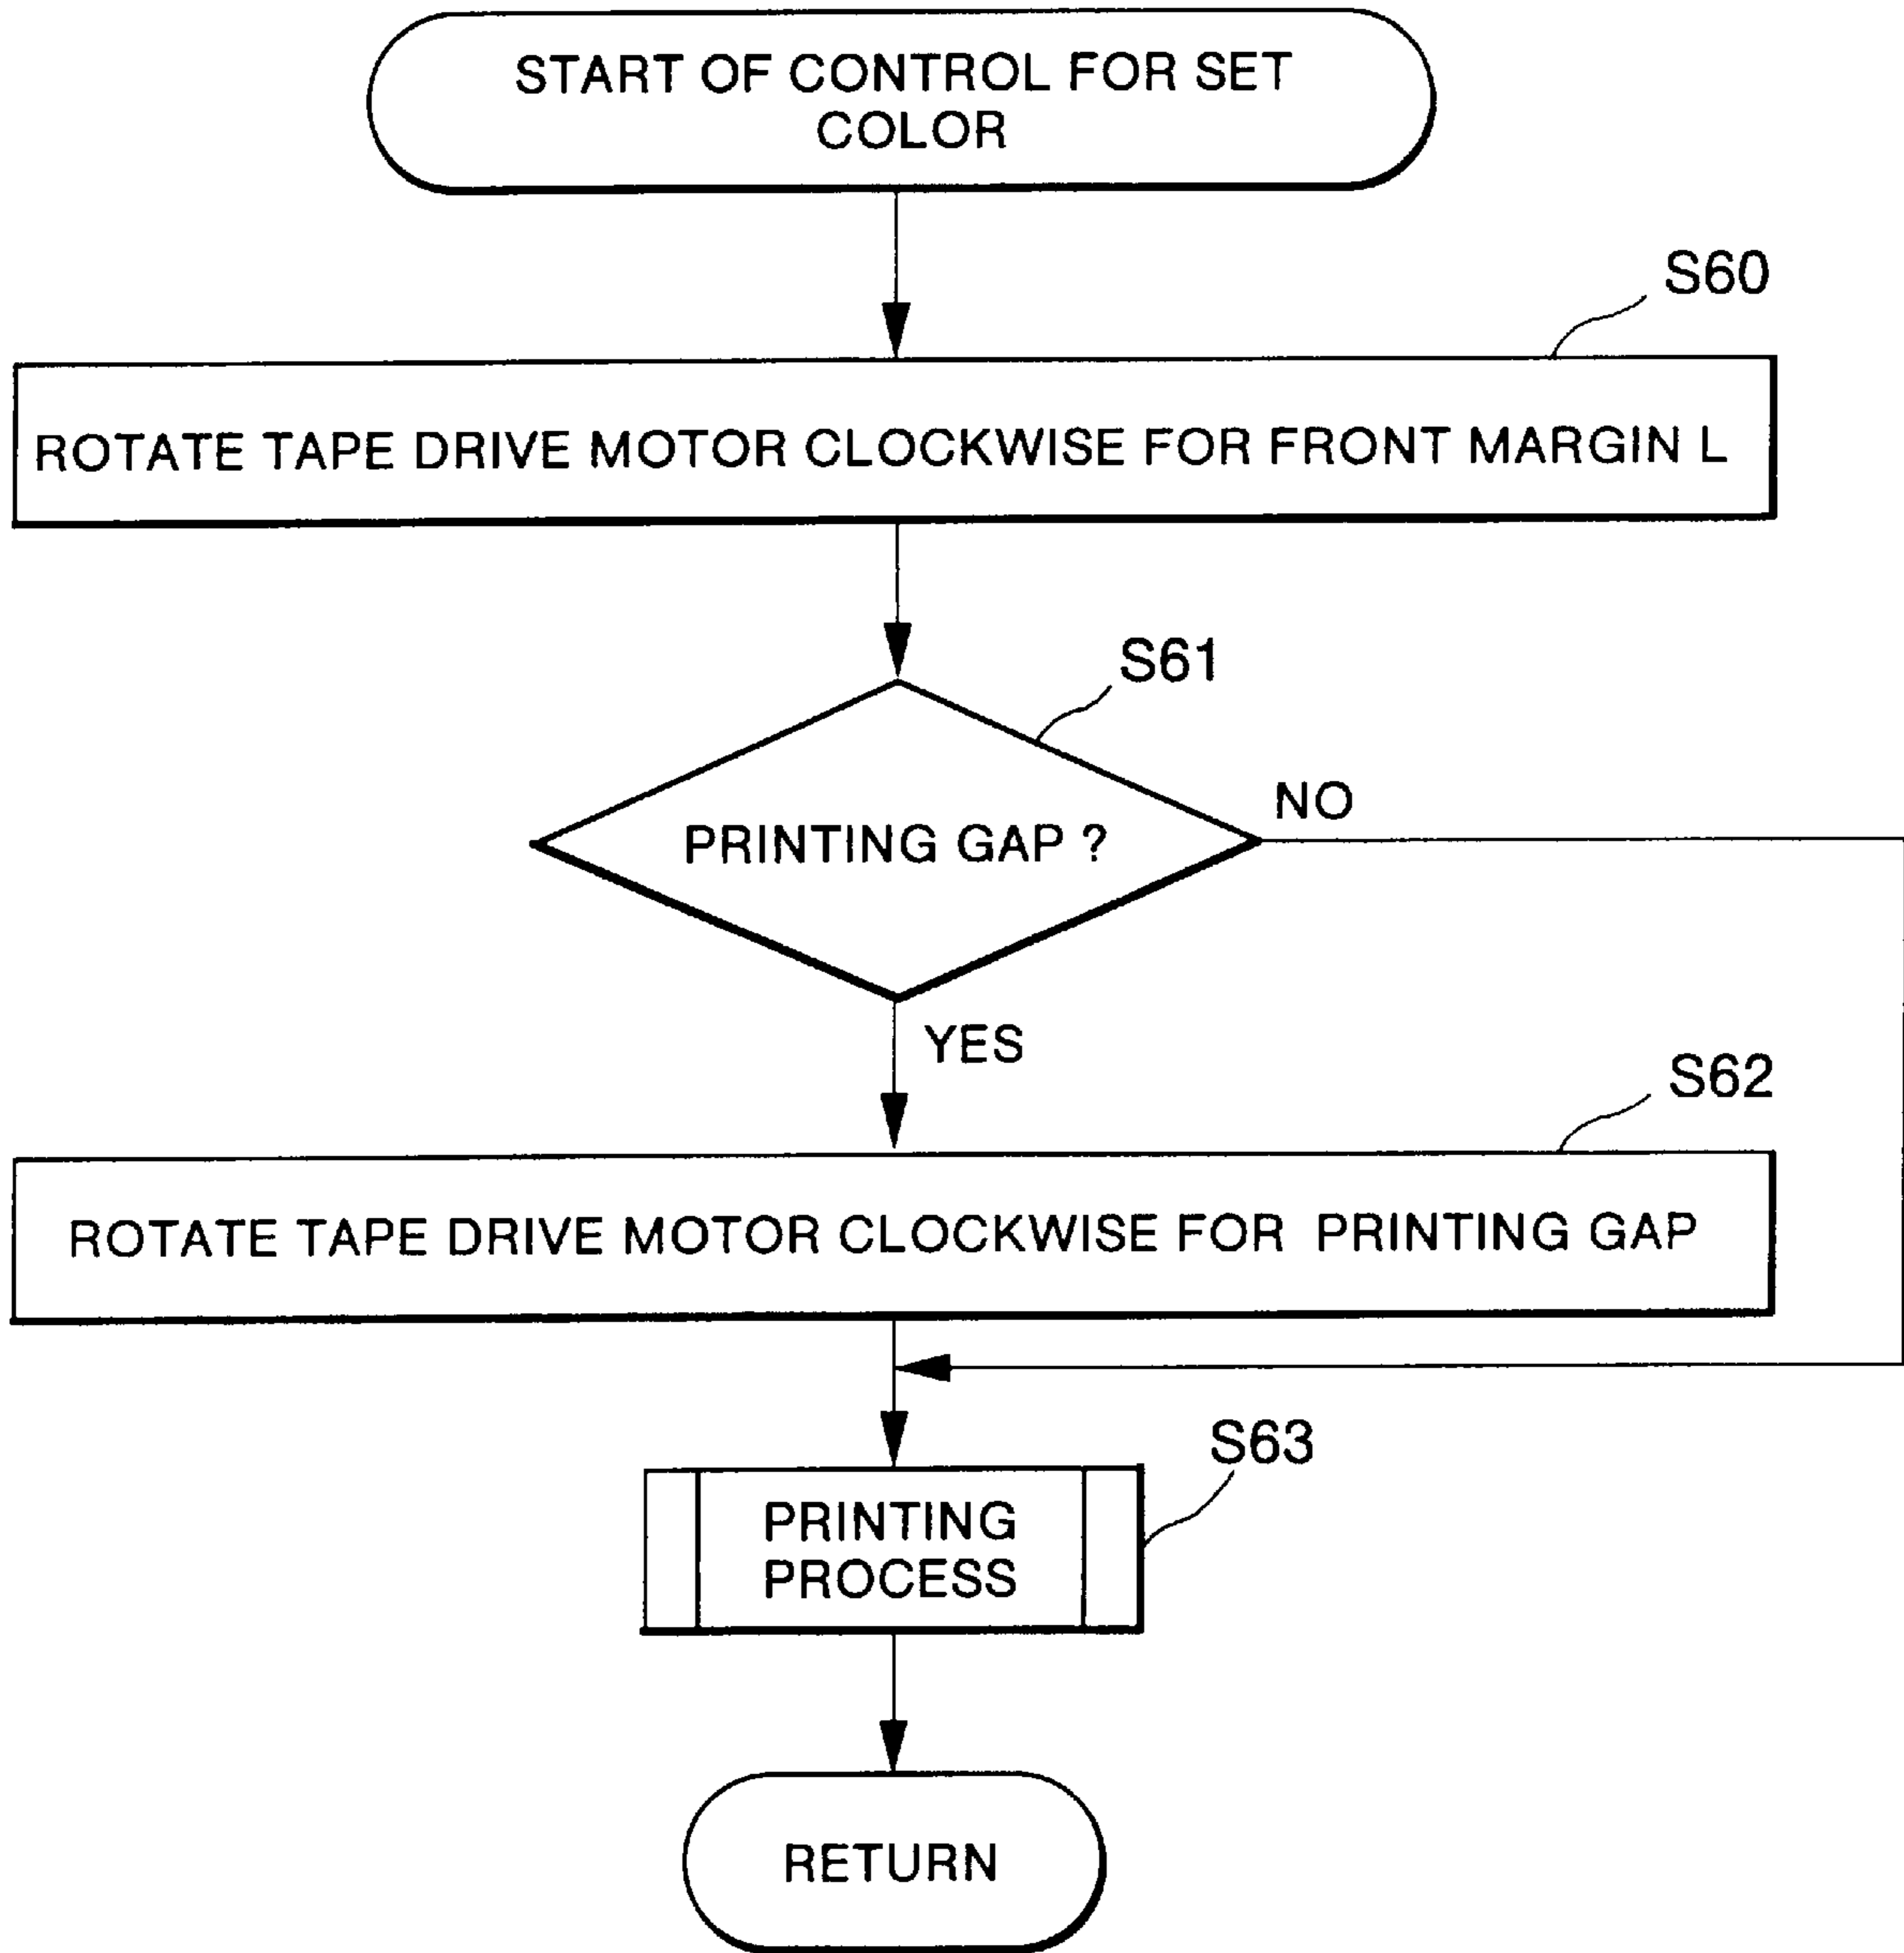 START OF CONTROL FOR SET
COLOR
S60
ROTATE TAPE DRIVE MOTOR CLOCKWISE FOR FRONT MARGIN L
S61
PRINTING GAP ?
NO
YES
S62
ROTATE TAPE DRIVE MOTOR CLOCKWISE FOR PRINTING GAP
S63
PRINTING
PROCESS
RETURN